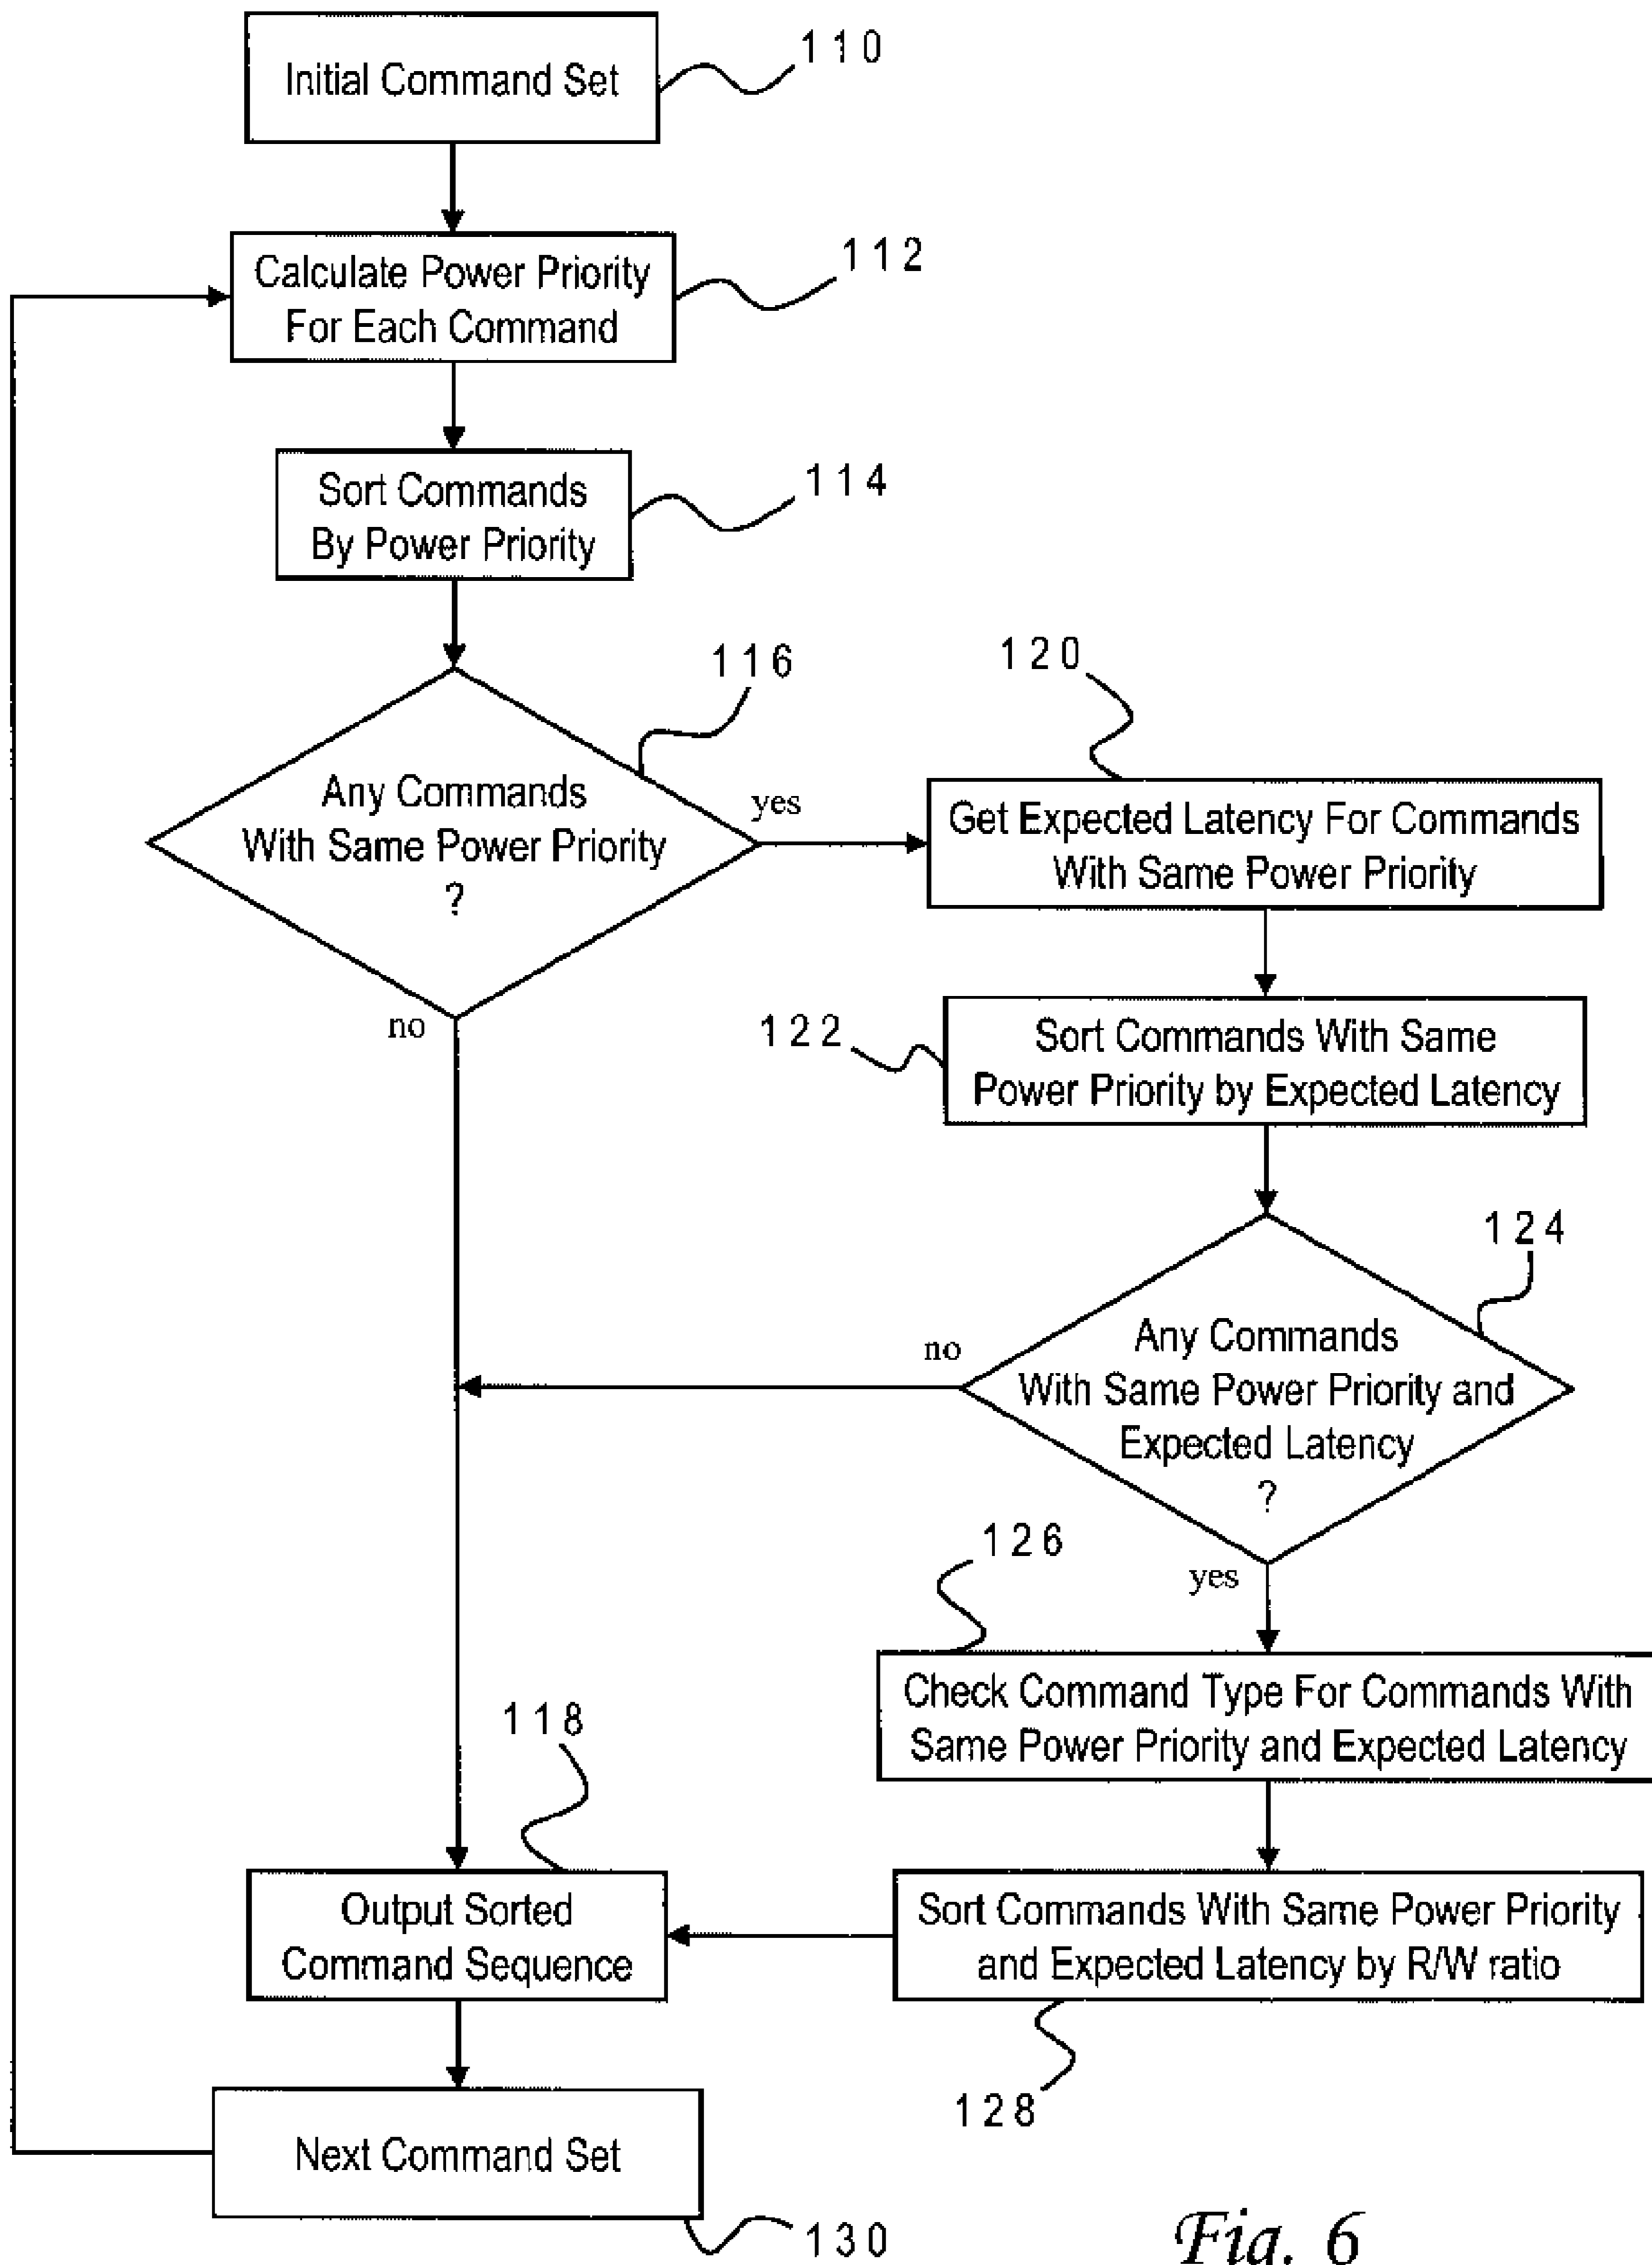 Initial Command Set
110
Calculate Power Priority
For Each Command
112
Sort Commands
By Power Priority
114
116
Any Commands
With Same Power Priority
?
yes
no
120
Get Expected Latency For Commands
With Same Power Priority
122
Sort Commands With Same
Power Priority by Expected Latency
124
Any Commands
With Same Power Priority and
Expected Latency
?
no
yes
126
Check Command Type For Commands With
Same Power Priority and Expected Latency
118
Output Sorted
Command Sequence
Sort Commands With Same Power Priority
and Expected Latency by R/W ratio
128
Next Command Set
130
Fig. 6